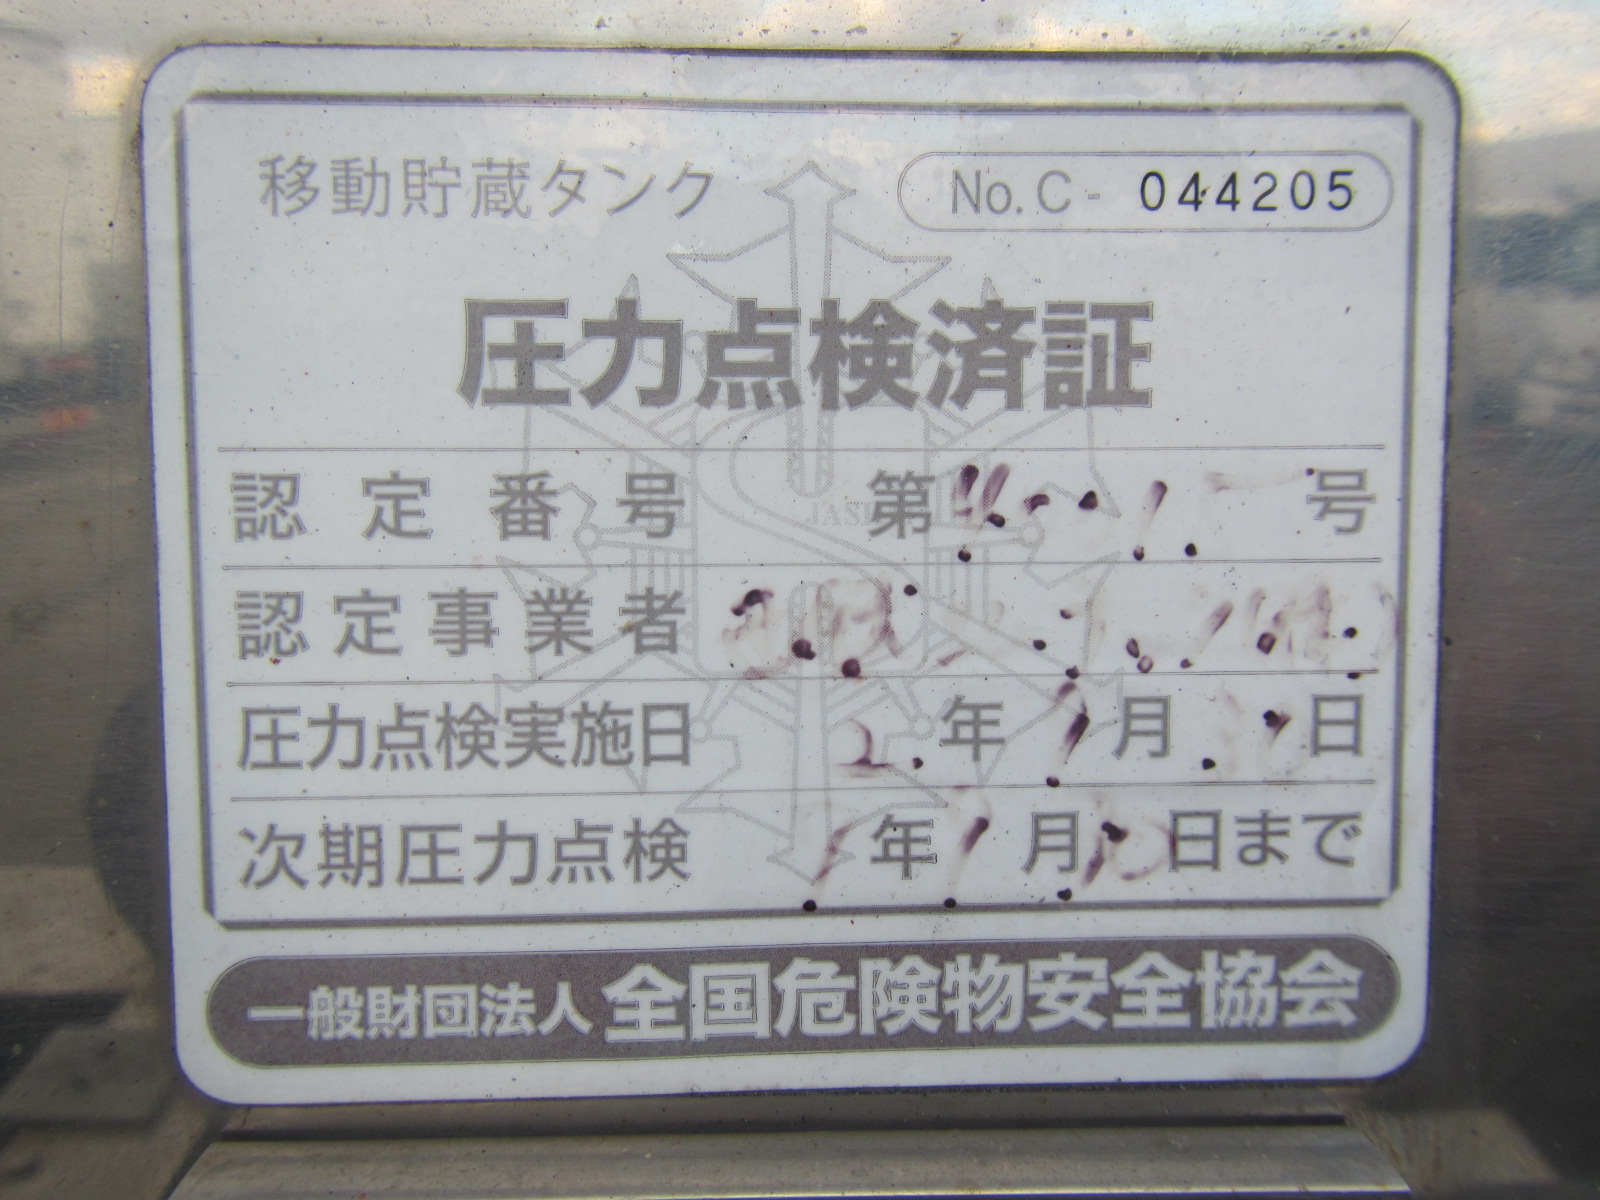 移動貯蔵タンク
No. C - 044205
圧力点検済証
認定番号 第 号
認定事業者
圧力点検実施日 年 月 日
次期圧力点検 年 月 日まで
一般財団法人 全国危険物安全協会